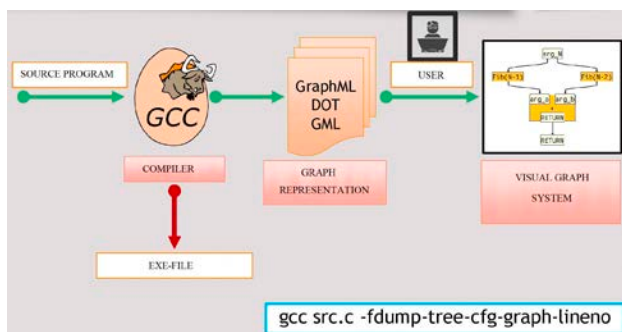 SOURCE PROGRAM
GCC
COMPILER
EXE-FILE
GraphML
DOT
GML
GRAPH
REPRESENTATION
USER
arg_N
Fib(N-1)
Fib(N-2)
arg_a
arg_b
+
RETURN
RETURN
VISUAL GRAPH
SYSTEM
gcc src.c -fdump-tree-cfg-graph-lineno